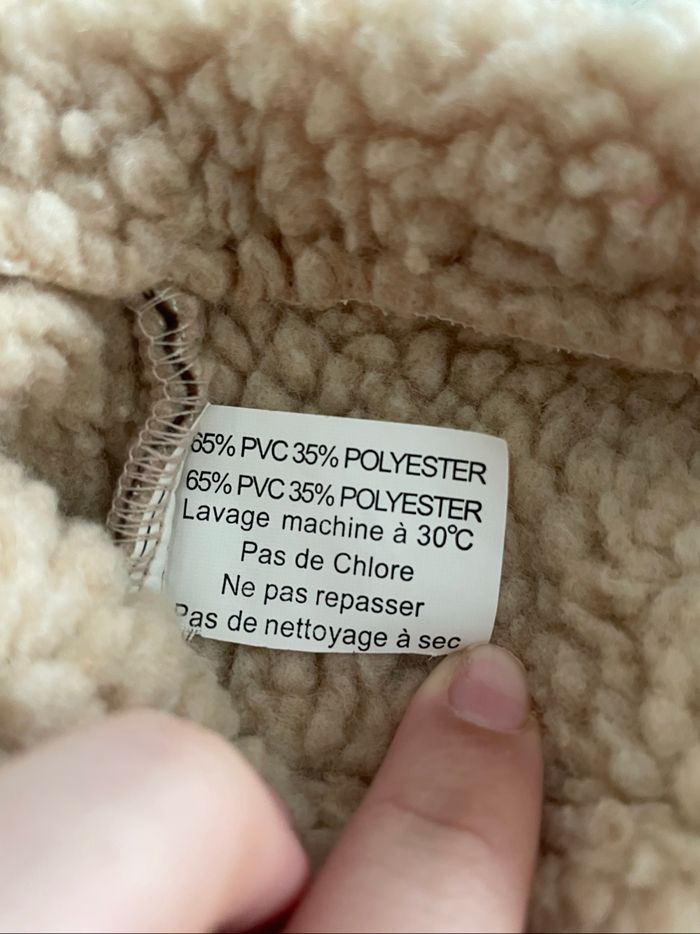 65% PVC 35% POLYESTER
65% PVC 35% POLYESTER
Lavage machine à 30°C
Pas de Chlore
Ne pas repasser
Pas de nettoyage à sec